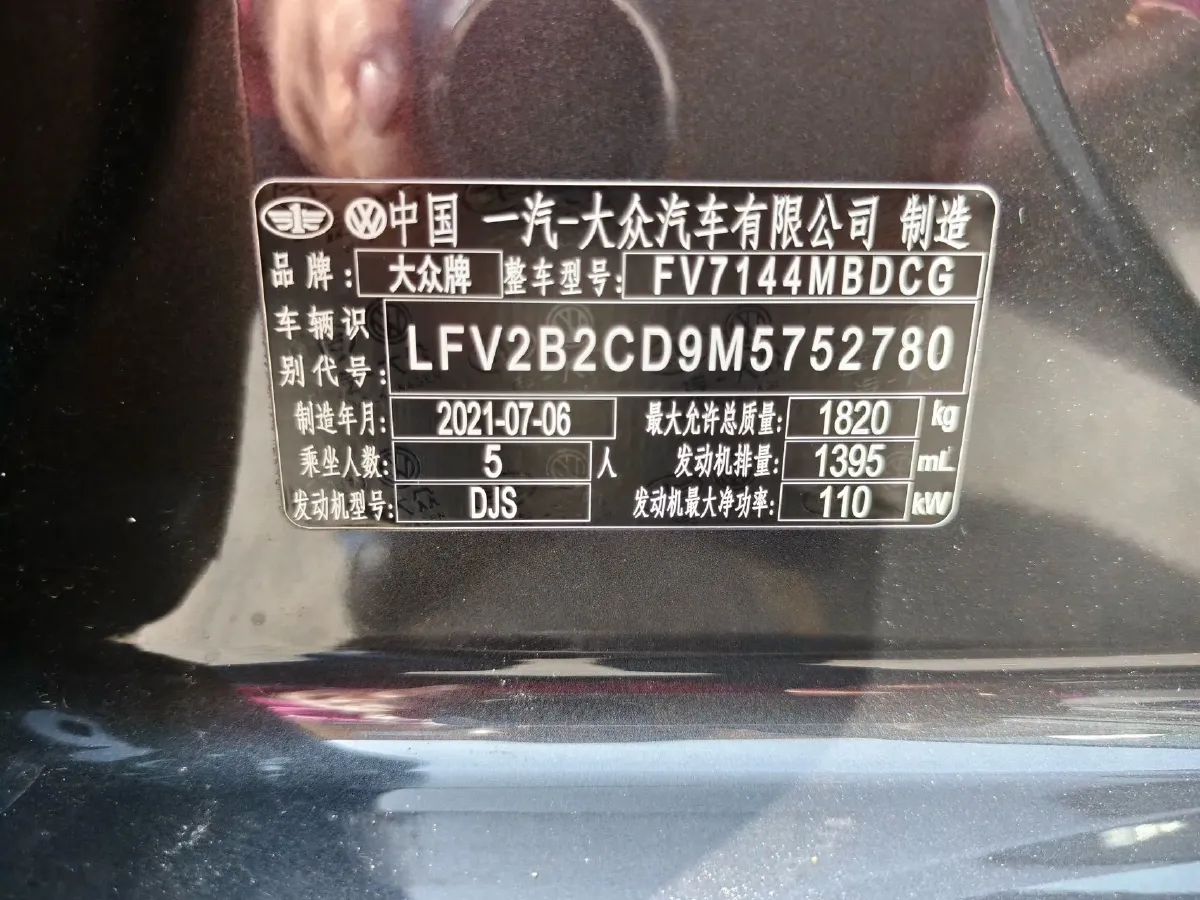 中国 一汽-大众汽车有限公司 制造
品牌: 大众牌 整车型号: FV7144MBDCG
车辆识
别代号: LFV2B2CD9M5752780
制造年月: 2021-07-06 最大允许总质量: 1820 kg
乘坐人数: 5 人 发动机排量: 1395 mL
发动机型号: DJS 发动机最大净功率: 110 kW